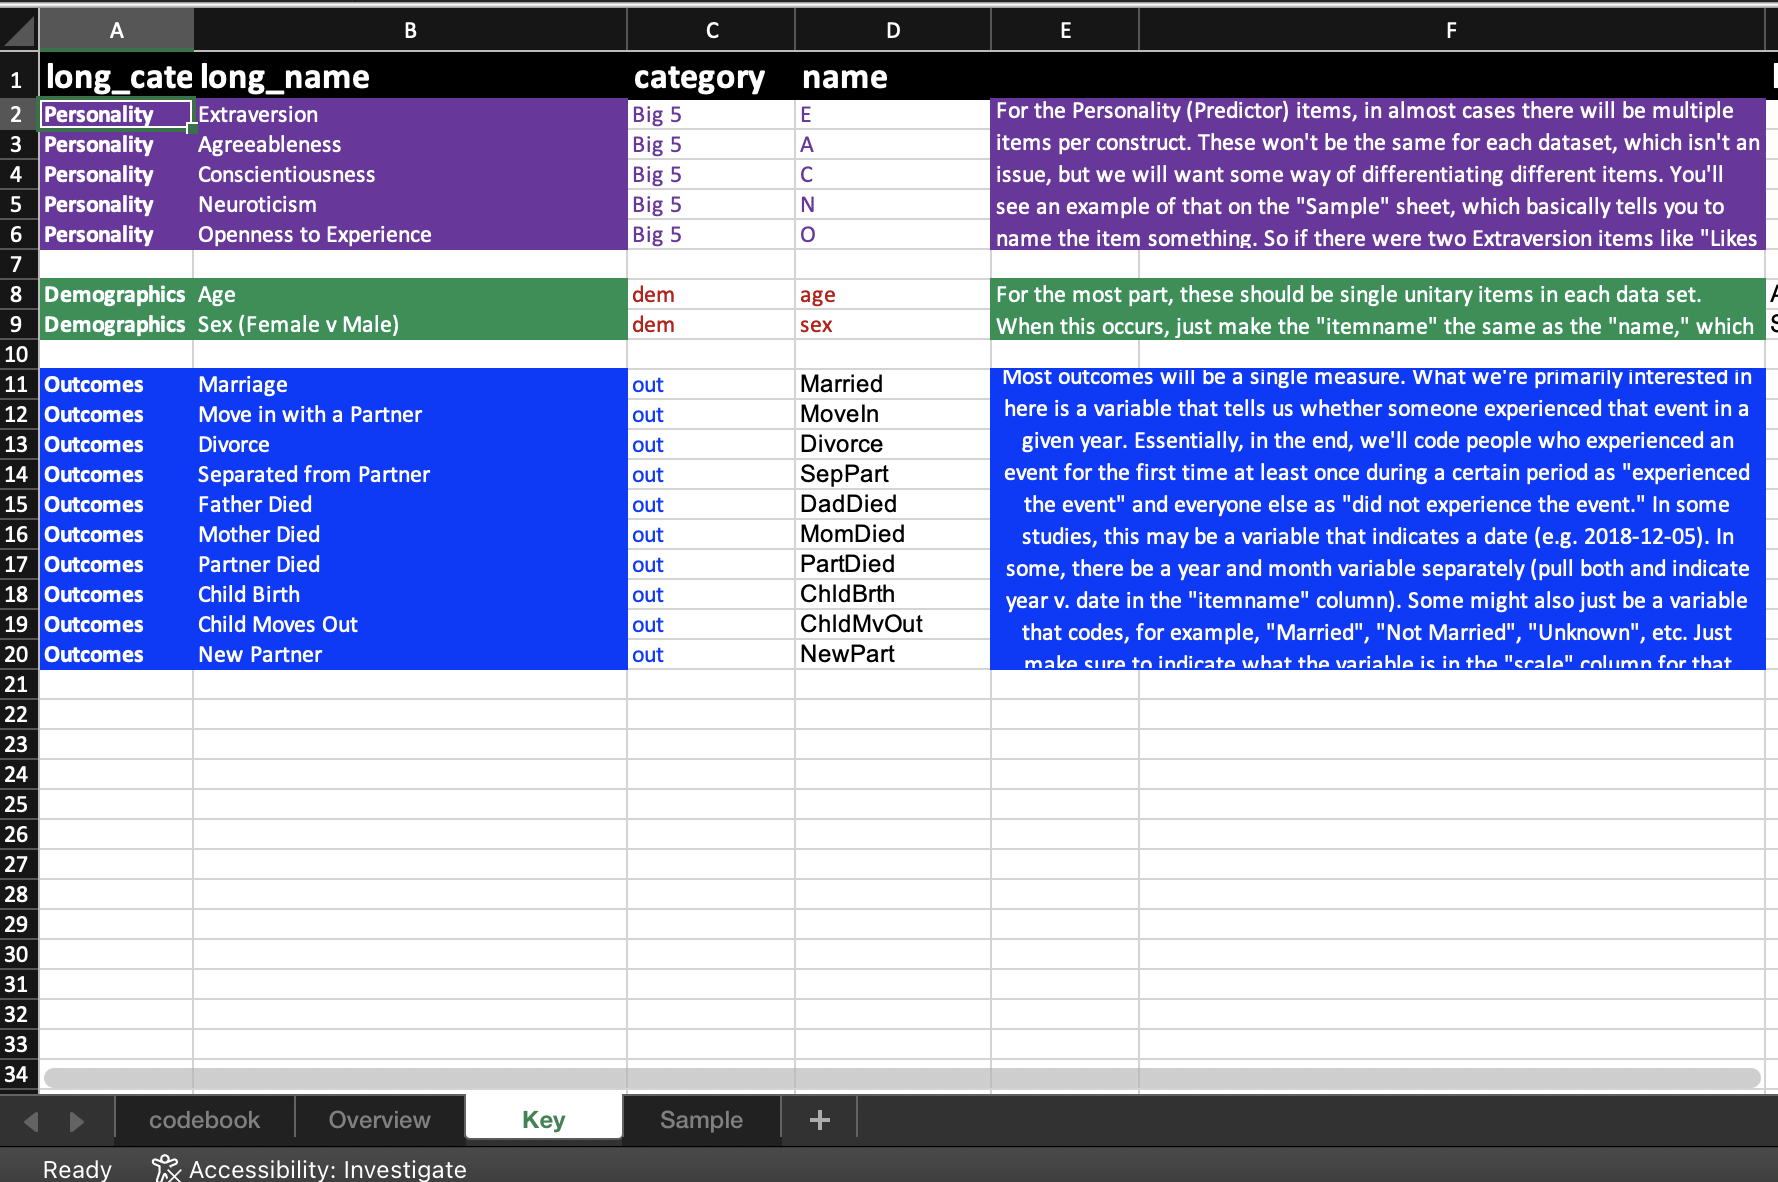 A B C D E F
1 long_cate long_name category name
2 Personality Extraversion Big 5 E
3 Personality Agreeableness Big 5 A
4 Personality Conscientiousness Big 5 C
5 Personality Neuroticism Big 5 N
6 Personality Openness to Experience Big 5 O
For the Personality (Predictor) items, in almost cases there will be multiple
items per construct. These won't be the same for each dataset, which isn't an
issue, but we will want some way of differentiating different items. You'll
see an example of that on the "Sample" sheet, which basically tells you to
name the item something. So if there were two Extraversion items like "Likes
7
8 Demographics Age dem age
9 Demographics Sex (Female v Male) dem sex
For the most part, these should be single unitary items in each data set.
When this occurs, just make the "itemname" the same as the "name," which
10
11 Outcomes Marriage out Married
12 Outcomes Move in with a Partner out MoveIn
13 Outcomes Divorce out Divorce
14 Outcomes Separated from Partner out SepPart
15 Outcomes Father Died out DadDied
16 Outcomes Mother Died out MomDied
17 Outcomes Partner Died out PartDied
18 Outcomes Child Birth out ChldBrth
19 Outcomes Child Moves Out out ChldMvOut
20 Outcomes New Partner out NewPart
Most outcomes will be a single measure. What we're primarily interested in
here is a variable that tells us whether someone experienced that event in a
given year. Essentially, in the end, we'll code people who experienced an
event for the first time at least once during a certain period as "experienced
the event" and everyone else as "did not experience the event." In some
studies, this may be a variable that indicates a date (e.g. 2018-12-05). In
some, there be a year and month variable separately (pull both and indicate
year v. date in the "itemname" column). Some might also just be a variable
that codes, for example, "Married", "Not Married", "Unknown", etc. Just
make sure to indicate what the variable is in the "scale" column for that
21
22
23
24
25
26
27
28
29
30
31
32
33
34
codebook Overview Key Sample +
Ready Accessibility: Investigate